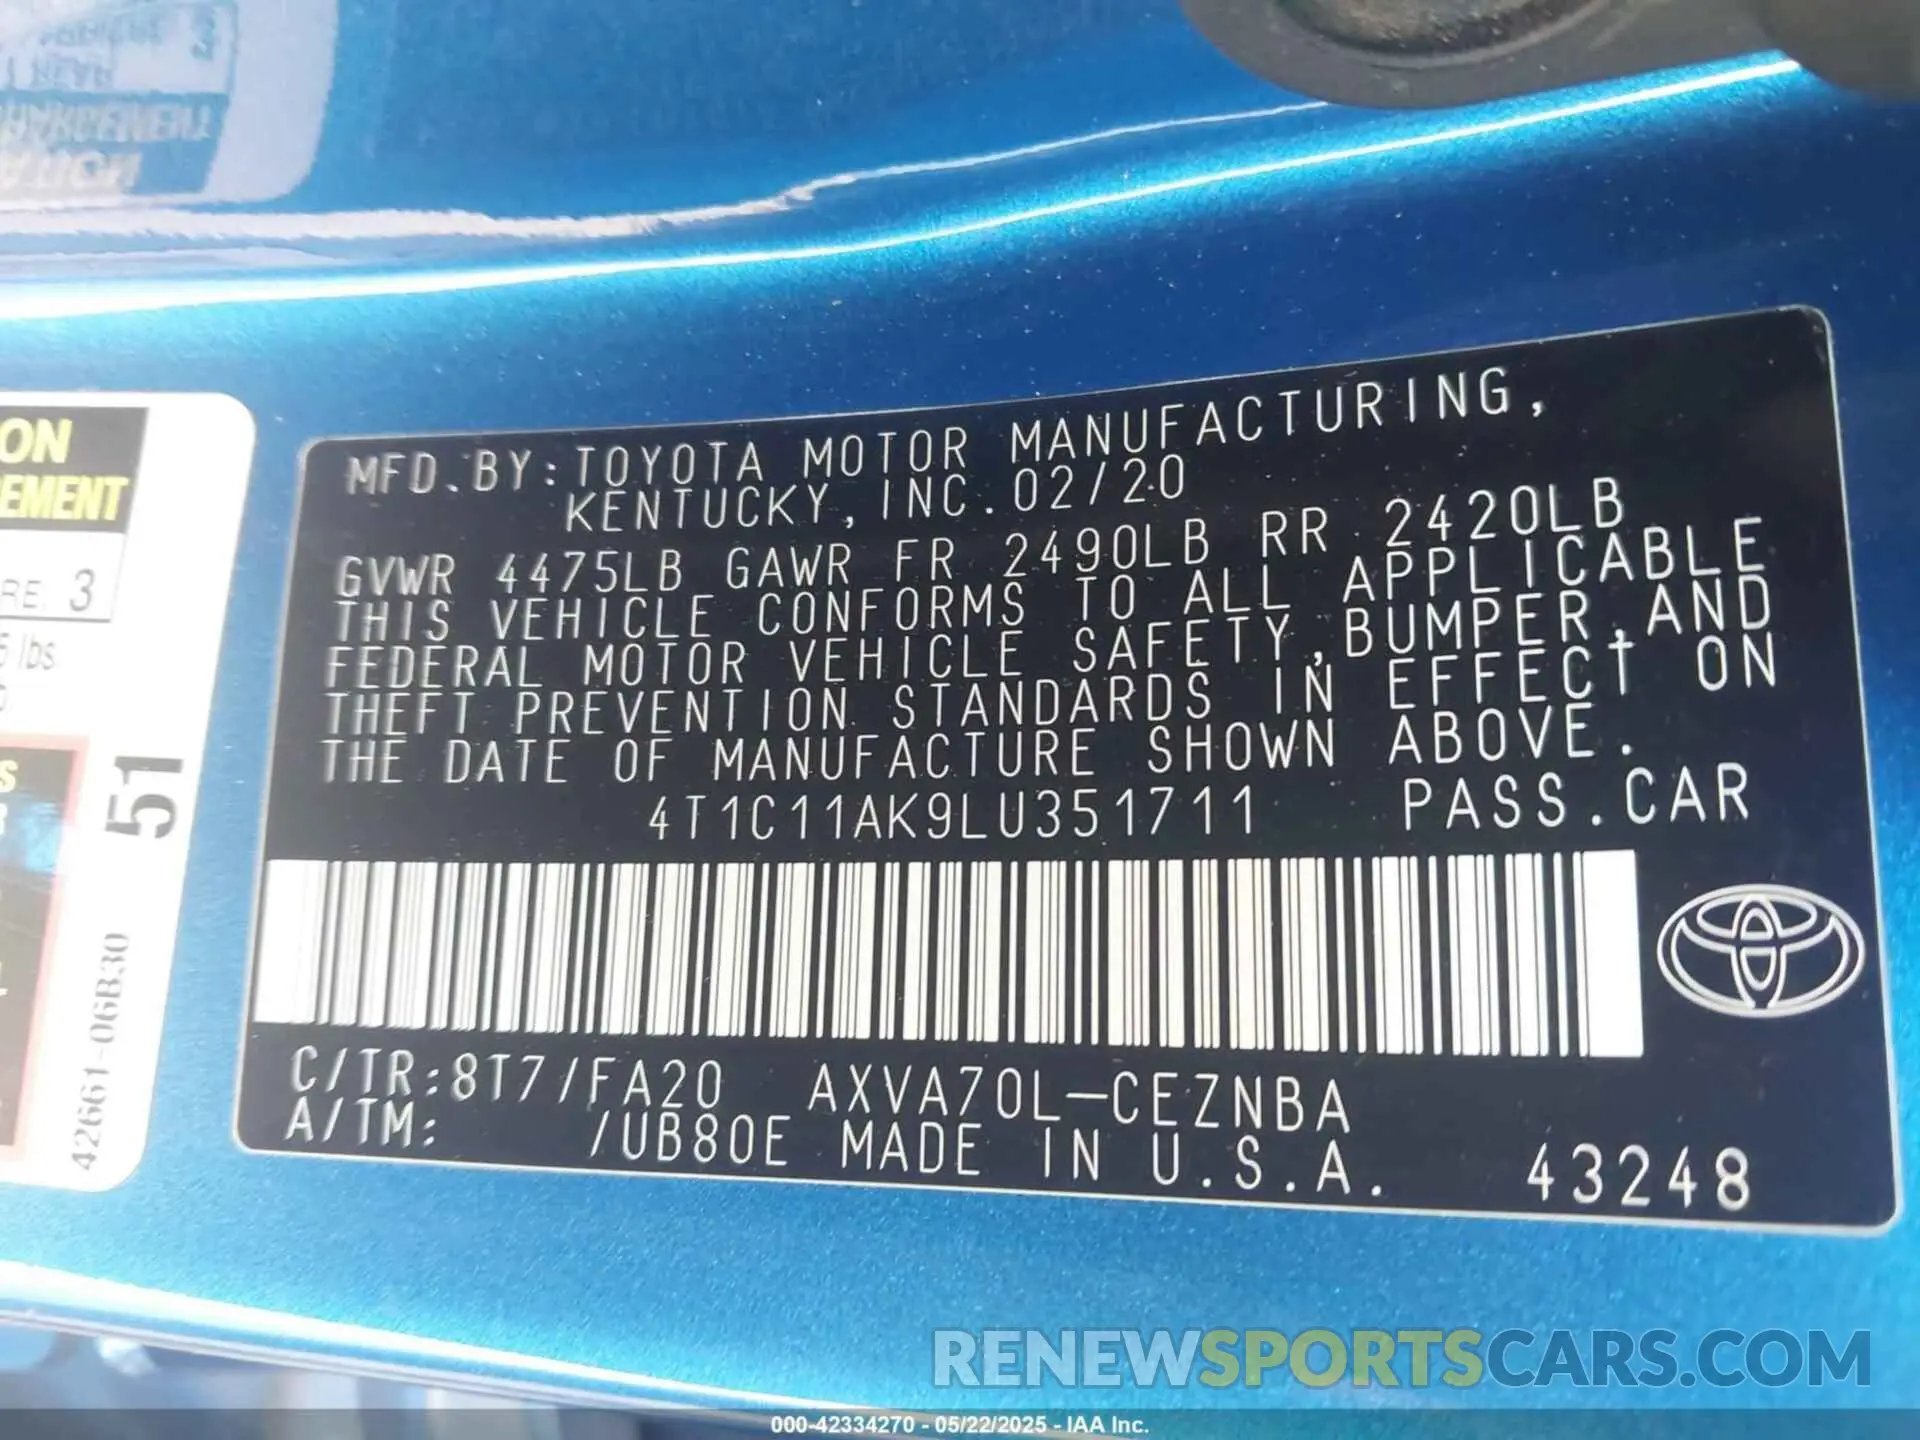 ON
EMENT
RE. 3
5 lbs
S
51
42661-06B30
MFD. BY: TOYOTA MOTOR MANUFACTURING,
KENTUCKY, INC. 02/20
GVWR 4475LB GAWR FR 2490LB RR 2420LB
THIS VEHICLE CONFORMS TO ALL APPLICABLE
FEDERAL MOTOR VEHICLE SAFETY, BUMPER, AND
THEFT PREVENTION STANDARDS IN EFFECT ON
THE DATE OF MANUFACTURE SHOWN ABOVE.
4T1C11AK9LU351711 PASS.CAR
C/TR:8T7/FA20 AXVA70L-CEZNBA
A/TM: /UB80E MADE IN U.S.A. 43248
RENEWSPORTSCARS.COM
000-42334270 - 05/22/2025 - IAA Inc.